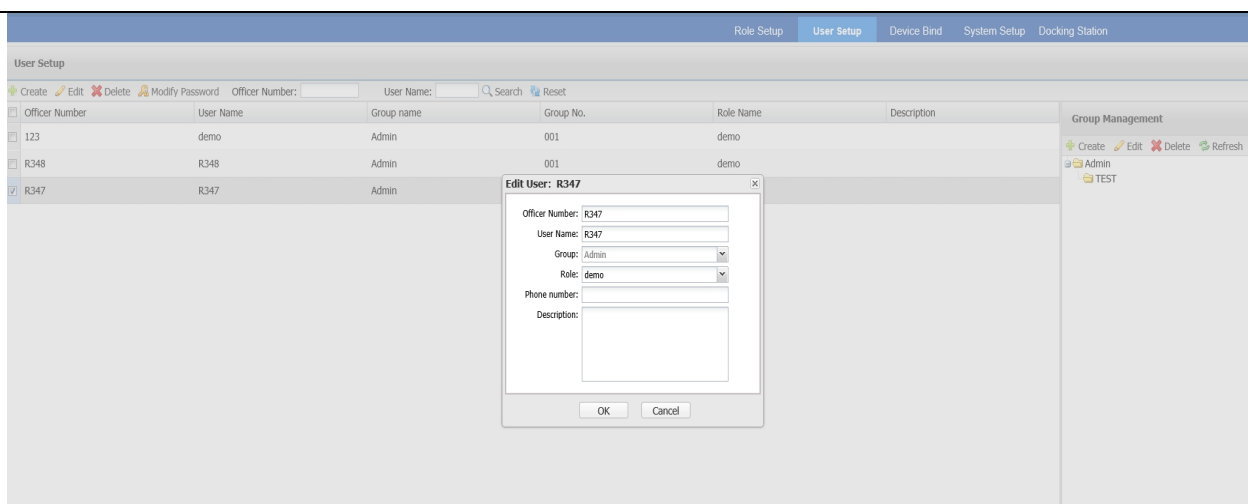 Role Setup User Setup Device Bind System Setup Docking Station
User Setup
Create Edit Delete Modify Password Officer Number: User Name: Search Reset
Officer Number User Name Group name Group No. Role Name Description
123 demo Admin 001 demo
R348 R348 Admin 001 demo
R347 R347 Admin
Group Management
Create Edit Delete Refresh
Admin
TEST
Edit User: R347
Officer Number: R347
User Name: R347
Group: Admin
Role: demo
Phone number:
Description:
OK Cancel